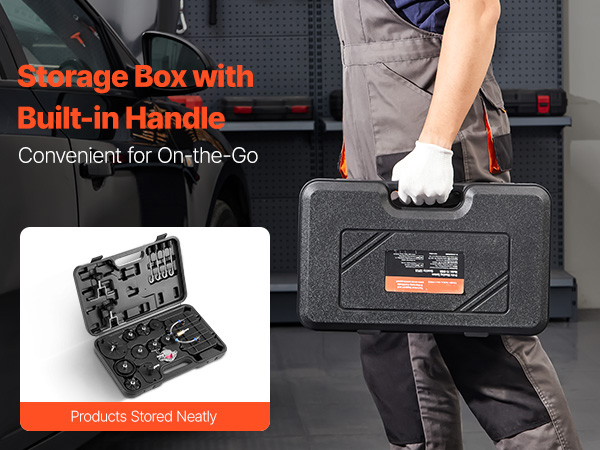 Storage Box with
Built-in Handle
Convenient for On-the-Go
Products Stored Neatly